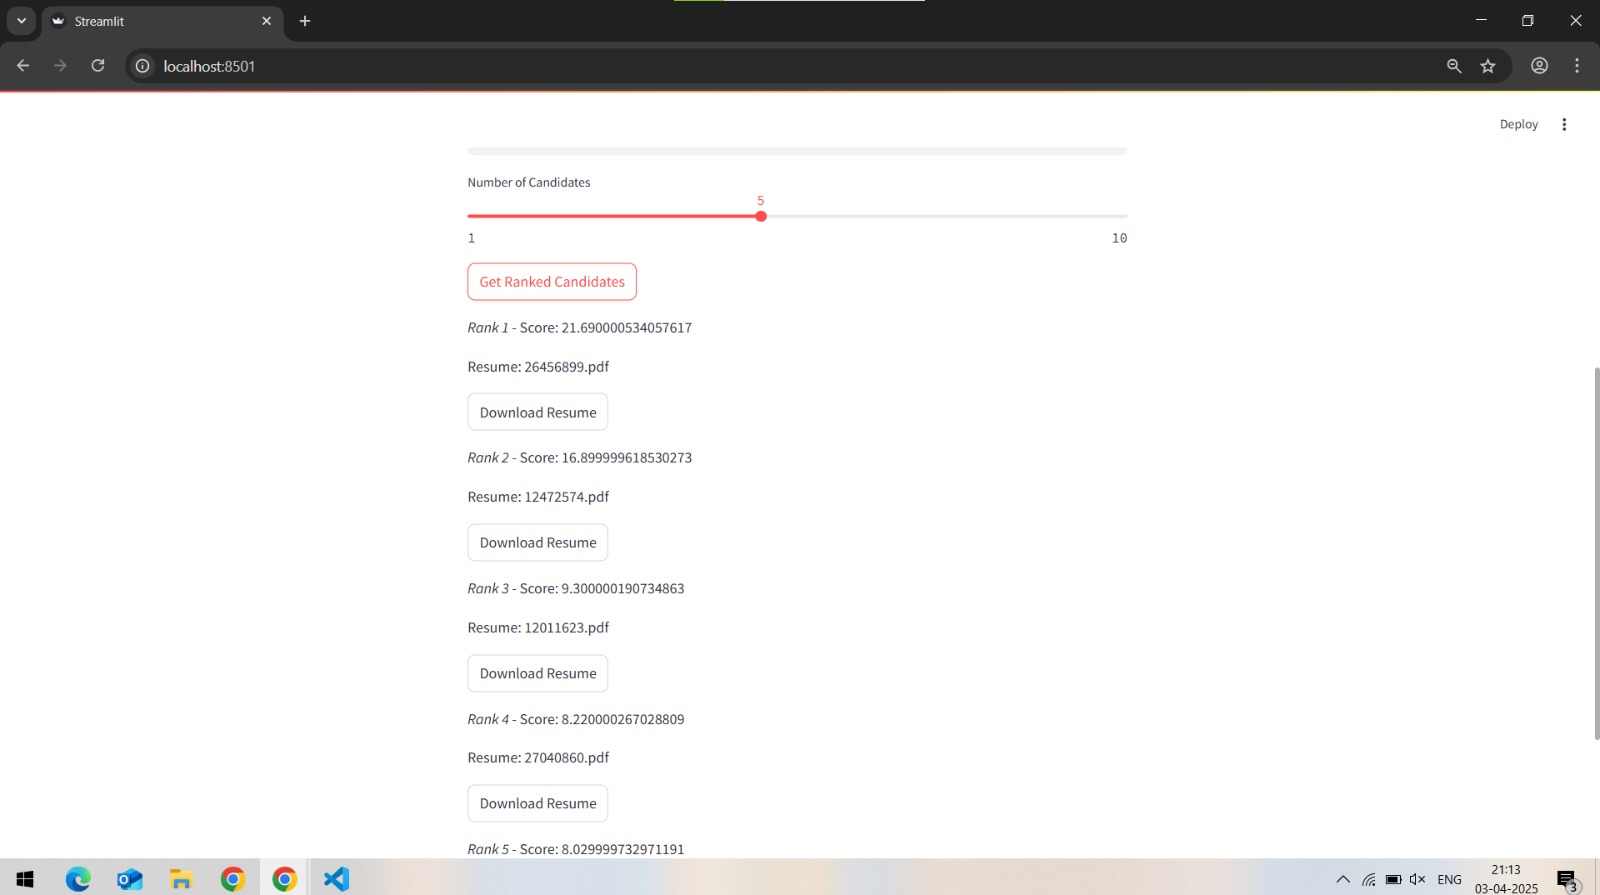 Streamlit
localhost:8501
Deploy
Number of Candidates
5
1 10
Get Ranked Candidates
Rank 1 - Score: 21.690000534057617
Resume: 26456899.pdf
Download Resume
Rank 2 - Score: 16.899999618530273
Resume: 12472574.pdf
Download Resume
Rank 3 - Score: 9.300000190734863
Resume: 12011623.pdf
Download Resume
Rank 4 - Score: 8.220000267028809
Resume: 27040860.pdf
Download Resume
Rank 5 - Score: 8.029999732971191
ENG
21:13
03-04-2025
3